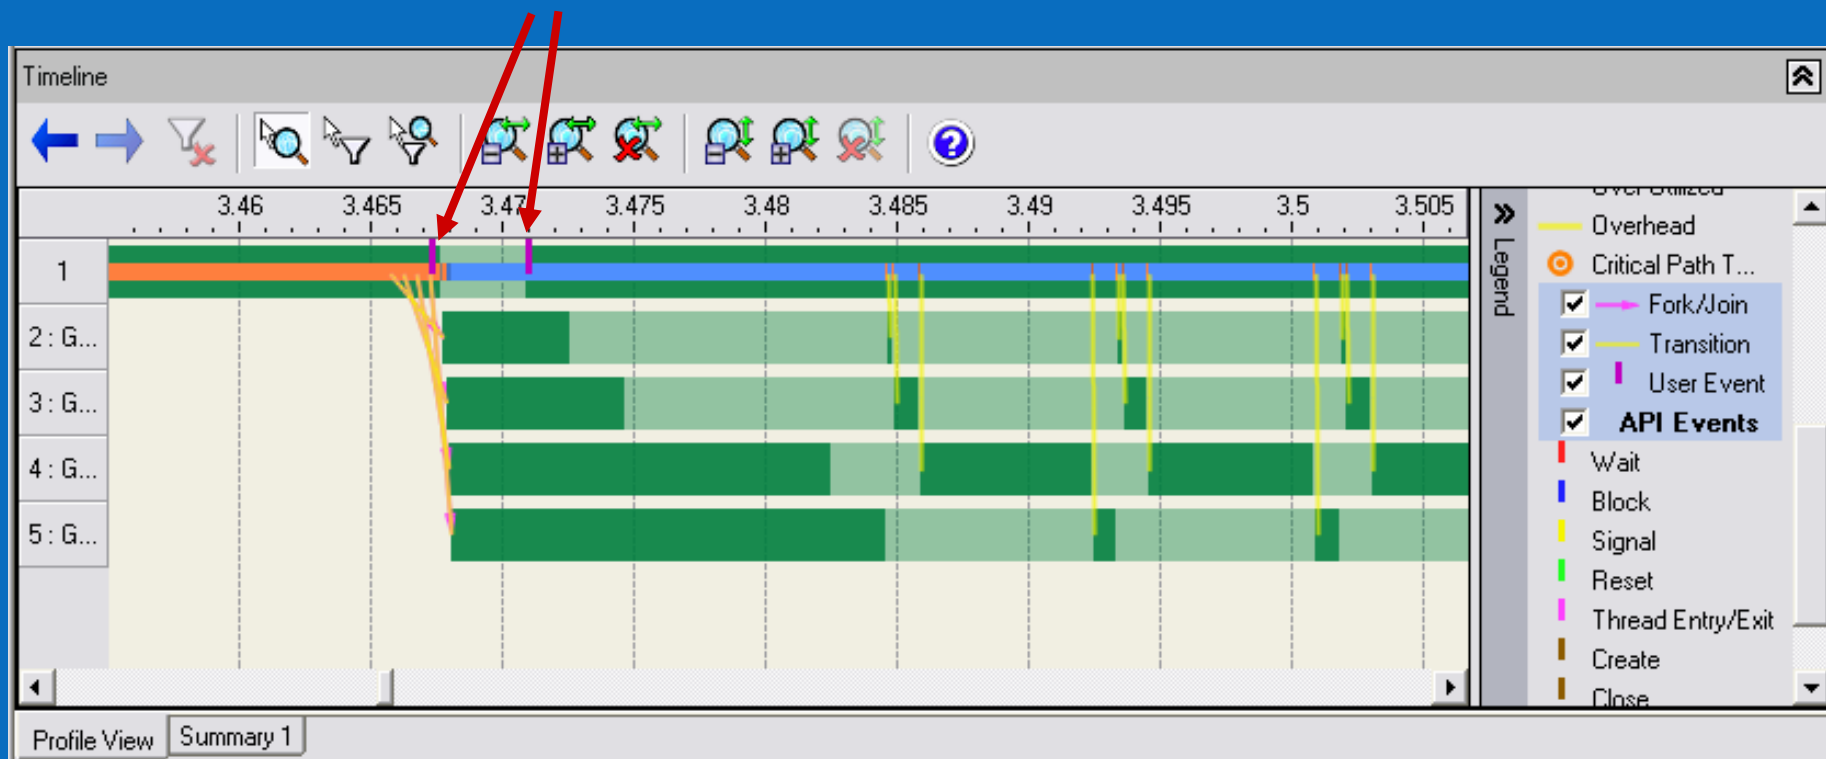 Timeline
3.46 3.465 3.47 3.475 3.48 3.485 3.49 3.495 3.5 3.505
1
2 : G...
3 : G...
4 : G...
5 : G...
Legend
Over Utilized
Overhead
Critical Path T...
Fork/Join
Transition
User Event
API Events
Wait
Block
Signal
Reset
Thread Entry/Exit
Create
Close
Profile View Summary 1